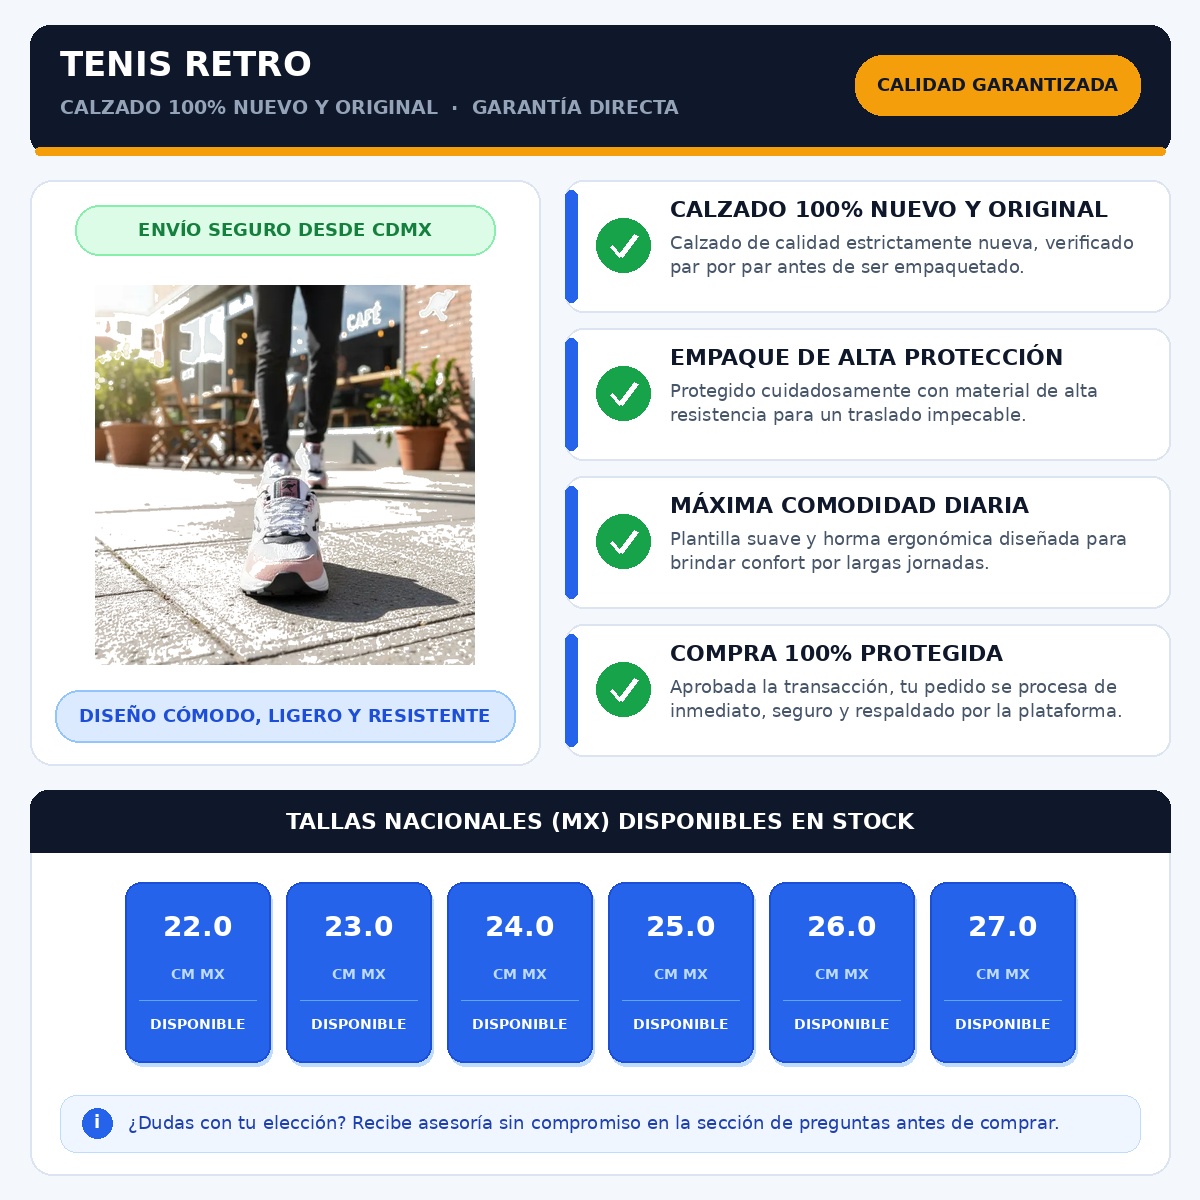 TENIS RETRO
CALZADO 100% NUEVO Y ORIGINAL · GARANTÍA DIRECTA
CALIDAD GARANTIZADA
ENVÍO SEGURO DESDE CDMX
CAFÉ
DISEÑO CÓMODO, LIGERO Y RESISTENTE
CALZADO 100% NUEVO Y ORIGINAL
Calzado de calidad estrictamente nueva, verificado
par por par antes de ser empaquetado.
EMPAQUE DE ALTA PROTECCIÓN
Protegido cuidadosamente con material de alta
resistencia para un traslado impecable.
MÁXIMA COMODIDAD DIARIA
Plantilla suave y horma ergonómica diseñada para
brindar confort por largas jornadas.
COMPRA 100% PROTEGIDA
Aprobada la transacción, tu pedido se procesa de
inmediato, seguro y respaldado por la plataforma.
TALLAS NACIONALES (MX) DISPONIBLES EN STOCK
22.0
CM MX
DISPONIBLE
23.0
CM MX
DISPONIBLE
24.0
CM MX
DISPONIBLE
25.0
CM MX
DISPONIBLE
26.0
CM MX
DISPONIBLE
27.0
CM MX
DISPONIBLE
i
¿Dudas con tu elección? Recibe asesoría sin compromiso en la sección de preguntas antes de comprar.